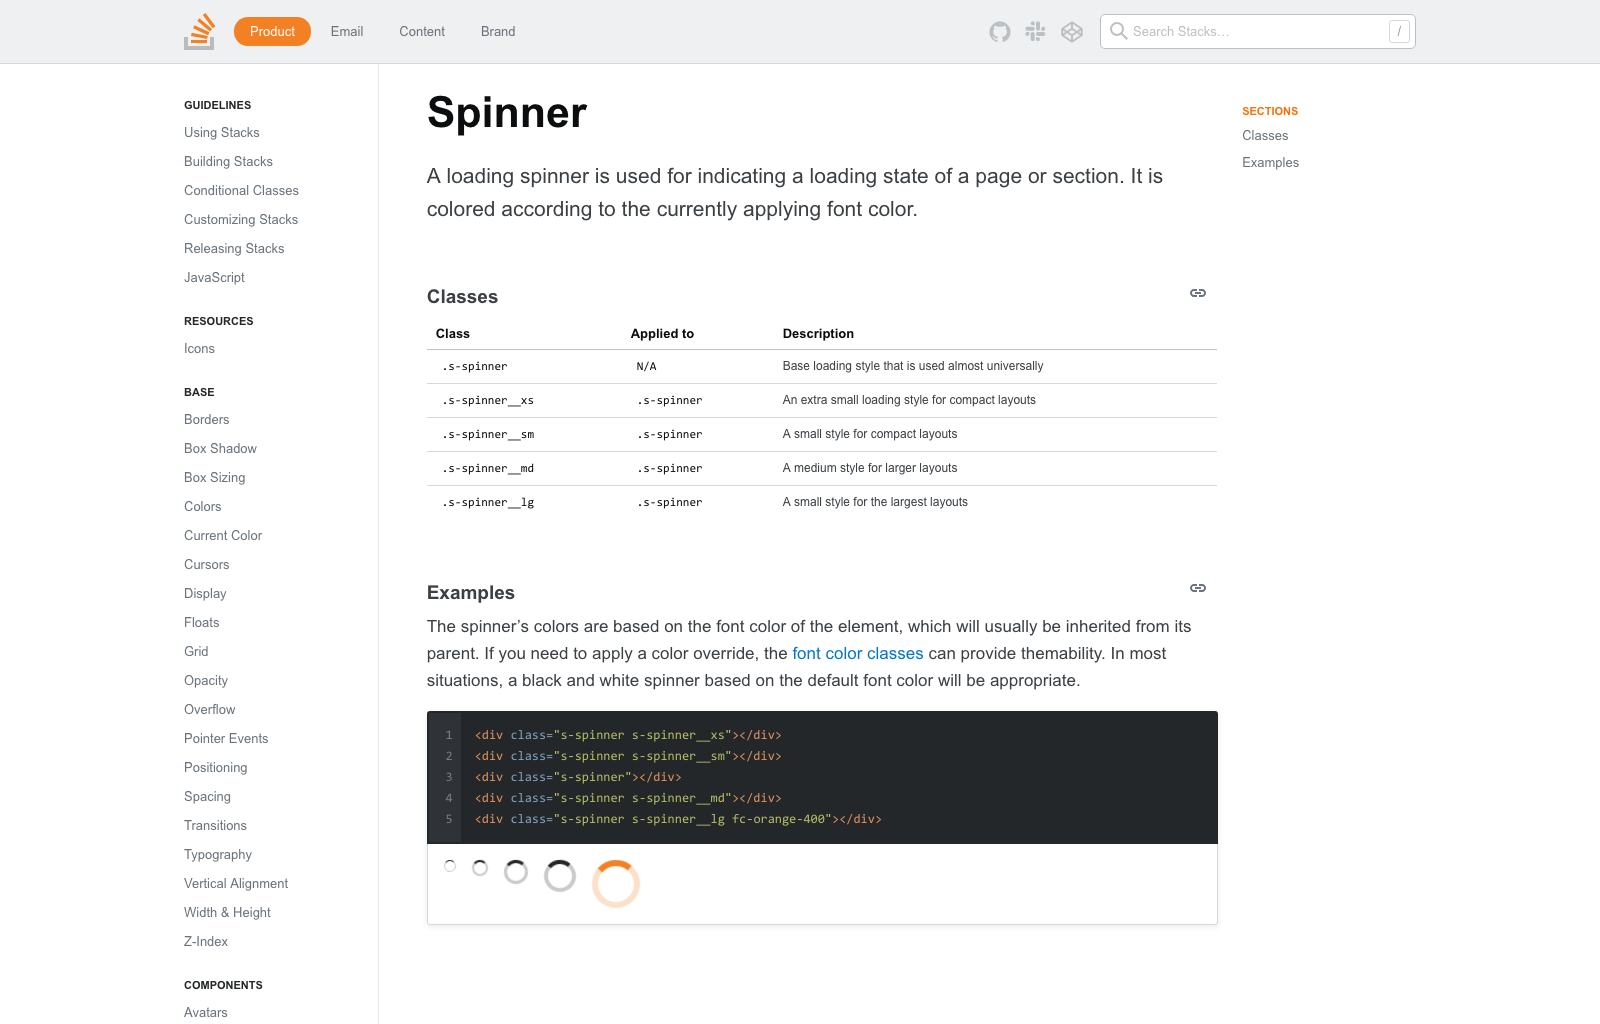 Product
Email
Content
Brand
Search Stacks…
/
GUIDELINES
Using Stacks
Building Stacks
Conditional Classes
Customizing Stacks
Releasing Stacks
JavaScript
RESOURCES
Icons
BASE
Borders
Box Shadow
Box Sizing
Colors
Current Color
Cursors
Display
Floats
Grid
Opacity
Overflow
Pointer Events
Positioning
Spacing
Transitions
Typography
Vertical Alignment
Width & Height
Z-Index
COMPONENTS
Avatars
Spinner
A loading spinner is used for indicating a loading state of a page or section. It is
colored according to the currently applying font color.
Classes
Class Applied to Description
.s-spinner N/A Base loading style that is used almost universally
.s-spinner__xs .s-spinner An extra small loading style for compact layouts
.s-spinner__sm .s-spinner A small style for compact layouts
.s-spinner__md .s-spinner A medium style for larger layouts
.s-spinner__lg .s-spinner A small style for the largest layouts
Examples
The spinner’s colors are based on the font color of the element, which will usually be inherited from its
parent. If you need to apply a color override, the font color classes can provide themability. In most
situations, a black and white spinner based on the default font color will be appropriate.
1 <div class="s-spinner s-spinner__xs"></div>
2 <div class="s-spinner s-spinner__sm"></div>
3 <div class="s-spinner"></div>
4 <div class="s-spinner s-spinner__md"></div>
5 <div class="s-spinner s-spinner__lg fc-orange-400"></div>
SECTIONS
Classes
Examples